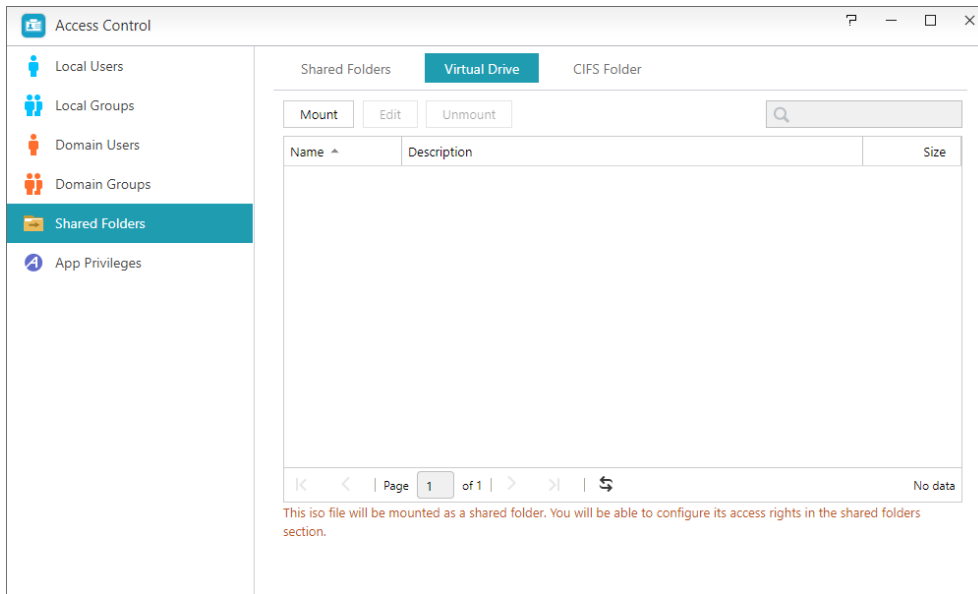 Access Control
Local Users
Local Groups
Domain Users
Domain Groups
Shared Folders
App Privileges
Shared Folders Virtual Drive CIFS Folder
Mount Edit Unmount
Name Description Size
Page 1 of 1 No data
This iso file will be mounted as a shared folder. You will be able to configure its access rights in the shared folders
section.